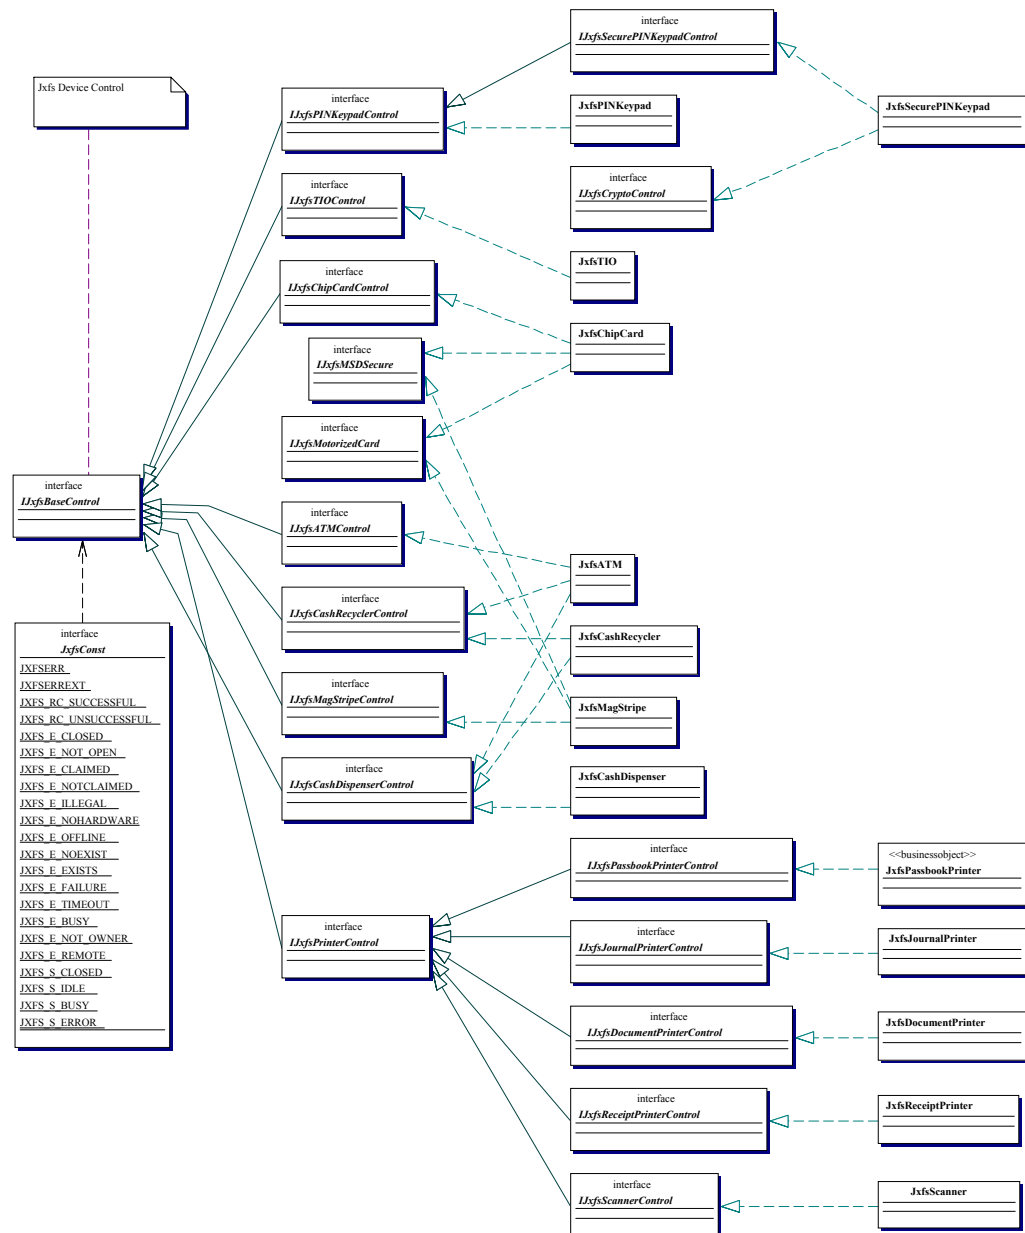 Jxfs Device Control
interface
IJxfsBaseControl
interface
JxfsConst
JXFSERR
JXFSERREXT
JXFS_RC_SUCCESSFUL
JXFS_RC_UNSUCCESSFUL
JXFS_E_CLOSED
JXFS_E_NOT_OPEN
JXFS_E_CLAIMED
JXFS_E_NOTCLAIMED
JXFS_E_ILLEGAL
JXFS_E_NOHARDWARE
JXFS_E_OFFLINE
JXFS_E_NOEXIST
JXFS_E_EXISTS
JXFS_E_FAILURE
JXFS_E_TIMEOUT
JXFS_E_BUSY
JXFS_E_NOT_OWNER
JXFS_E_REMOTE
JXFS_S_CLOSED
JXFS_S_IDLE
JXFS_S_BUSY
JXFS_S_ERROR
interface
IJxfsPINKeypadControl
interface
IJxfsTIOControl
interface
IJxfsChipCardControl
interface
IJxfsMSDSecure
interface
IJxfsMotorizedCard
interface
IJxfsATMControl
interface
IJxfsCashRecyclerControl
interface
IJxfsMagStripeControl
interface
IJxfsCashDispenserControl
interface
IJxfsPrinterControl
interface
IJxfsSecurePINKeypadControl
JxfsPINKeypad
interface
IJxfsCryptoControl
JxfsTIO
JxfsChipCard
JxfsATM
JxfsCashRecycler
JxfsMagStripe
JxfsCashDispenser
interface
IJxfsPassbookPrinterControl
interface
IJxfsJournalPrinterControl
interface
IJxfsDocumentPrinterControl
interface
IJxfsReceiptPrinterControl
interface
IJxfsScannerControl
JxfsSecurePINKeypad
<<businessobject>>
JxfsPassbookPrinter
JxfsJournalPrinter
JxfsDocumentPrinter
JxfsReceiptPrinter
JxfsScanner